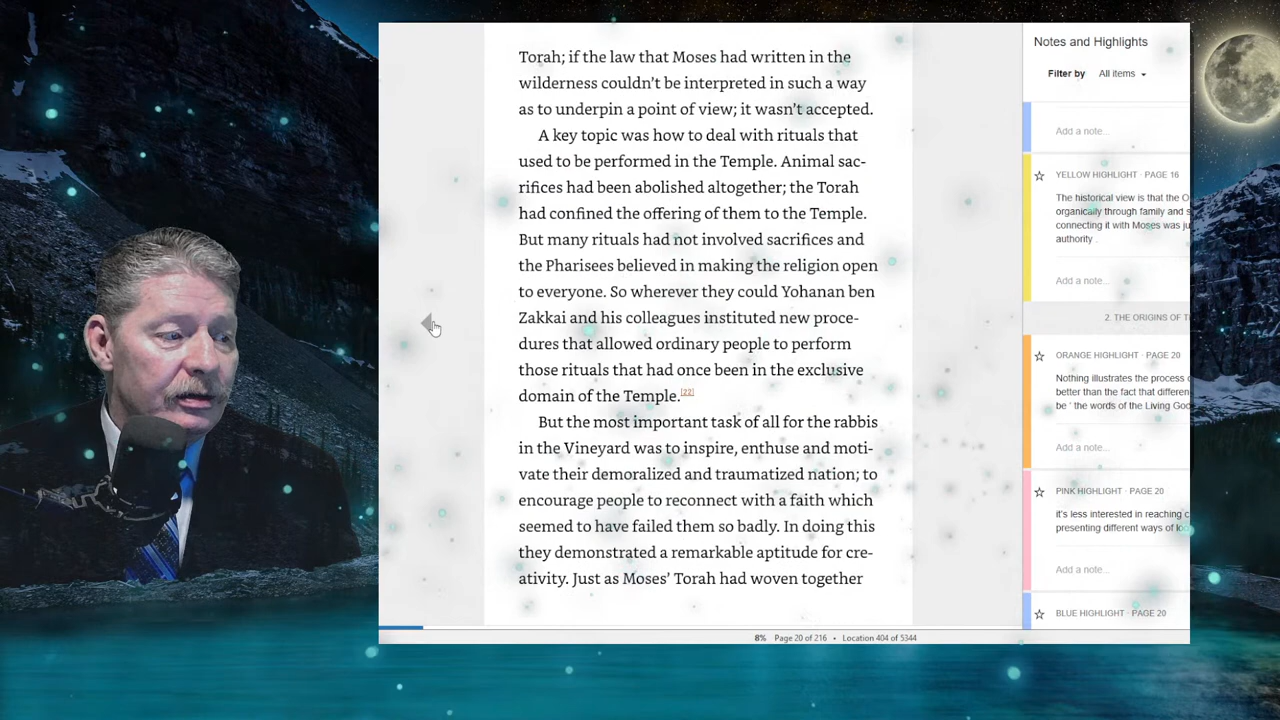 Torah; if the law that Moses had written in the
wilderness couldn't be interpreted in such a way
as to underpin a point of view; it wasn't accepted.
A key topic was how to deal with rituals that
used to be performed in the Temple. Animal sac-
rifices had been abolished altogether; the Torah
had confined the offering of them to the Temple.
But many rituals had not involved sacrifices and
the Pharisees believed in making the religion open
to everyone. So wherever they could Yohanan ben
Zakkai and his colleagues instituted new proce-
dures that allowed ordinary people to perform
those rituals that had once been in the exclusive
domain of the Temple.[22]
But the most important task of all for the rabbis
in the Vineyard was to inspire, enthuse and moti-
vate their demoralized and traumatized nation; to
encourage people to reconnect with a faith which
seemed to have failed them so badly. In doing this
they demonstrated a remarkable aptitude for cre-
ativity. Just as Moses' Torah had woven together
8% Page 20 of 216 • Location 404 of 5344
Notes and Highlights
Filter by All items
Add a note...
YELLOW HIGHLIGHT · PAGE 16
The historical view is that the O
organically through family and s
connecting it with Moses was ju
authority .
Add a note...
2. THE ORIGINS OF T
ORANGE HIGHLIGHT · PAGE 20
Nothing illustrates the process o
better than the fact that differen
be ' the words of the Living Goo
Add a note...
PINK HIGHLIGHT · PAGE 20
it's less interested in reaching c
presenting different ways of loo
Add a note...
BLUE HIGHLIGHT · PAGE 20